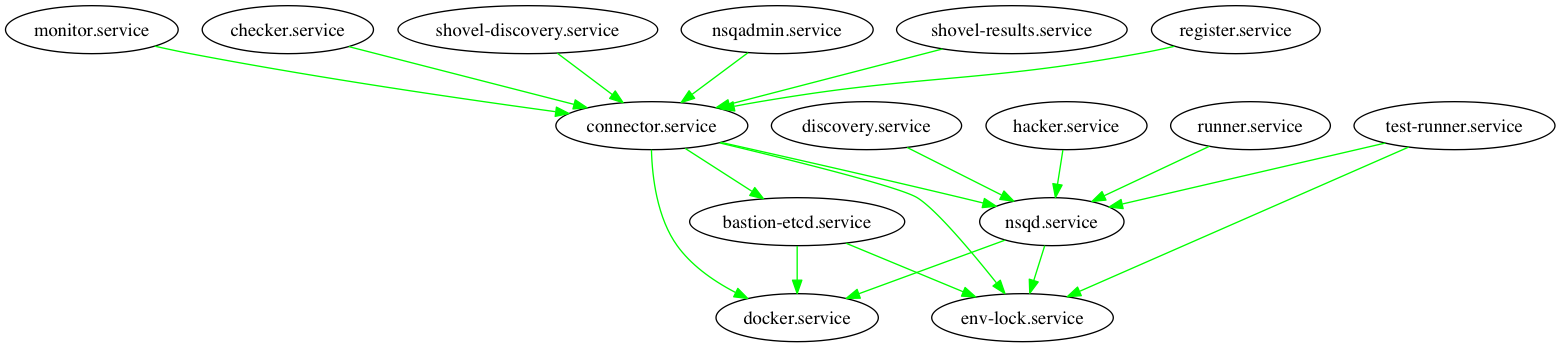 monitor.service
checker.service
shovel-discovery.service
nsqadmin.service
shovel-results.service
register.service
connector.service
discovery.service
hacker.service
runner.service
test-runner.service
bastion-etcd.service
nsqd.service
docker.service
env-lock.service